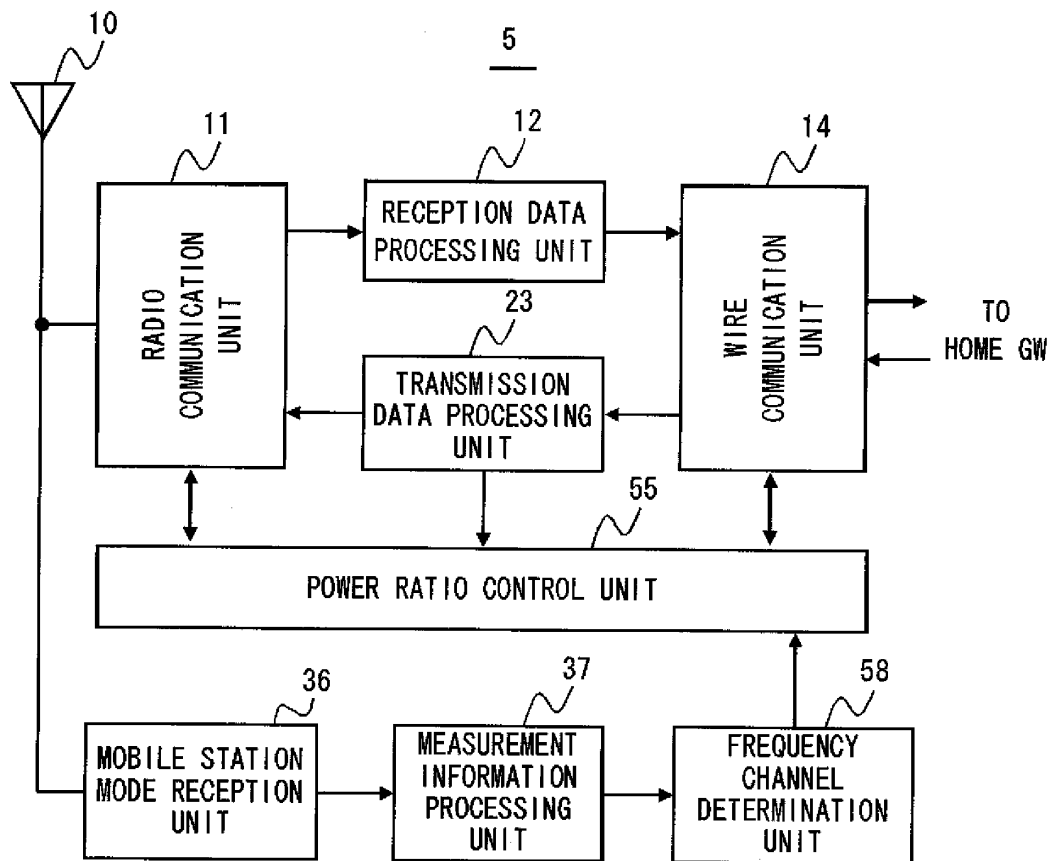 10
5
11
12
14
RADIO
COMMUNICATION
UNIT
RECEPTION DATA
PROCESSING UNIT
WIRE
COMMUNICATION
UNIT
23
TRANSMISSION
DATA PROCESSING
UNIT
TO
HOME GW
55
POWER RATIO CONTROL UNIT
36
37
58
MOBILE STATION
MODE RECEPTION
UNIT
MEASUREMENT
INFORMATION
PROCESSING
UNIT
FREQUENCY
CHANNEL
DETERMINATION
UNIT